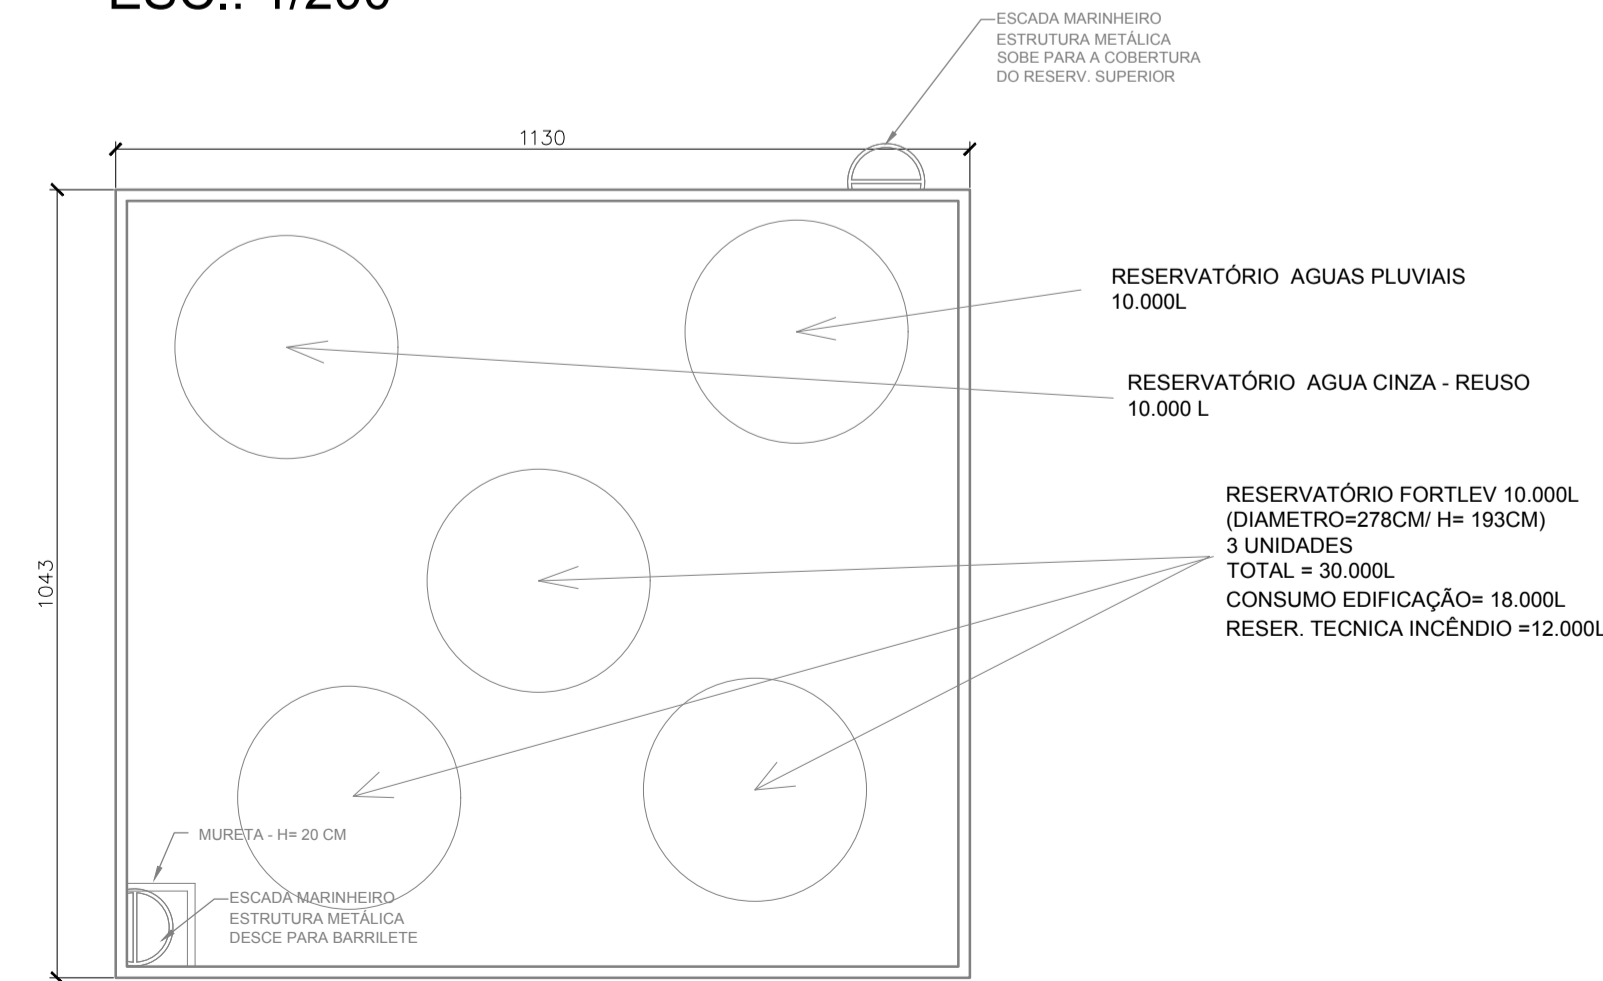 ESC.: 1/200
ESCADA MARINHEIRO
ESTRUTURA METÁLICA
SOBE PARA A COBERTURA
DO RESERV. SUPERIOR
1130
RESERVATÓRIO AGUAS PLUVIAIS
10.000L
RESERVATÓRIO AGUA CINZA - REUSO
10.000 L
RESERVATÓRIO FORTLEV 10.000L
(DIAMETRO=278CM/ H= 193CM)
3 UNIDADES
TOTAL = 30.000L
CONSUMO EDIFICAÇÃO= 18.000L
RESER. TECNICA INCÊNDIO =12.000L
1043
MURETA - H= 20 CM
ESCADA MARINHEIRO
ESTRUTURA METÁLICA
DESCE PARA BARRILETE